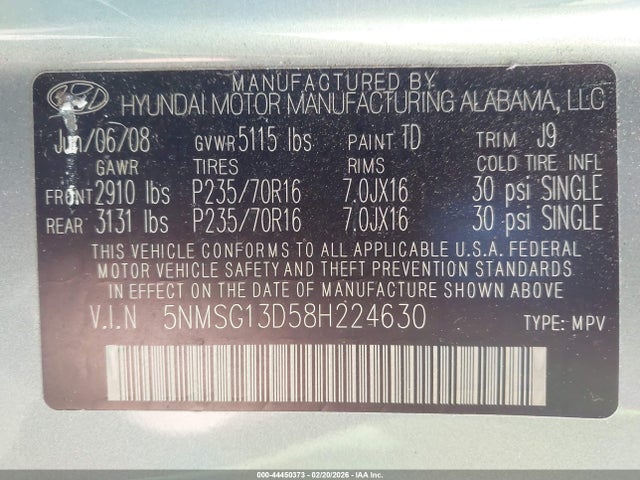 MANUFACTURED BY
HYUNDAI MOTOR MANUFACTURING ALABAMA, LLC
Jun/06/08 GVWR 5115 lbs PAINT TD TRIM J9
GAWR TIRES RIMS COLD TIRE INFL
FRONT 2910 lbs P235/70R16 7.0JX16 30 psi SINGLE
REAR 3131 lbs P235/70R16 7.0JX16 30 psi SINGLE
THIS VEHICLE CONFORMS TO ALL APPLICABLE U.S.A. FEDERAL
MOTOR VEHICLE SAFETY AND THEFT PREVENTION STANDARDS
IN EFFECT ON THE DATE OF MANUFACTURE SHOWN ABOVE
V.I.N 5NMSG13D58H224630 TYPE: MPV
000-44450373 - 02/20/2026 - IAA Inc.